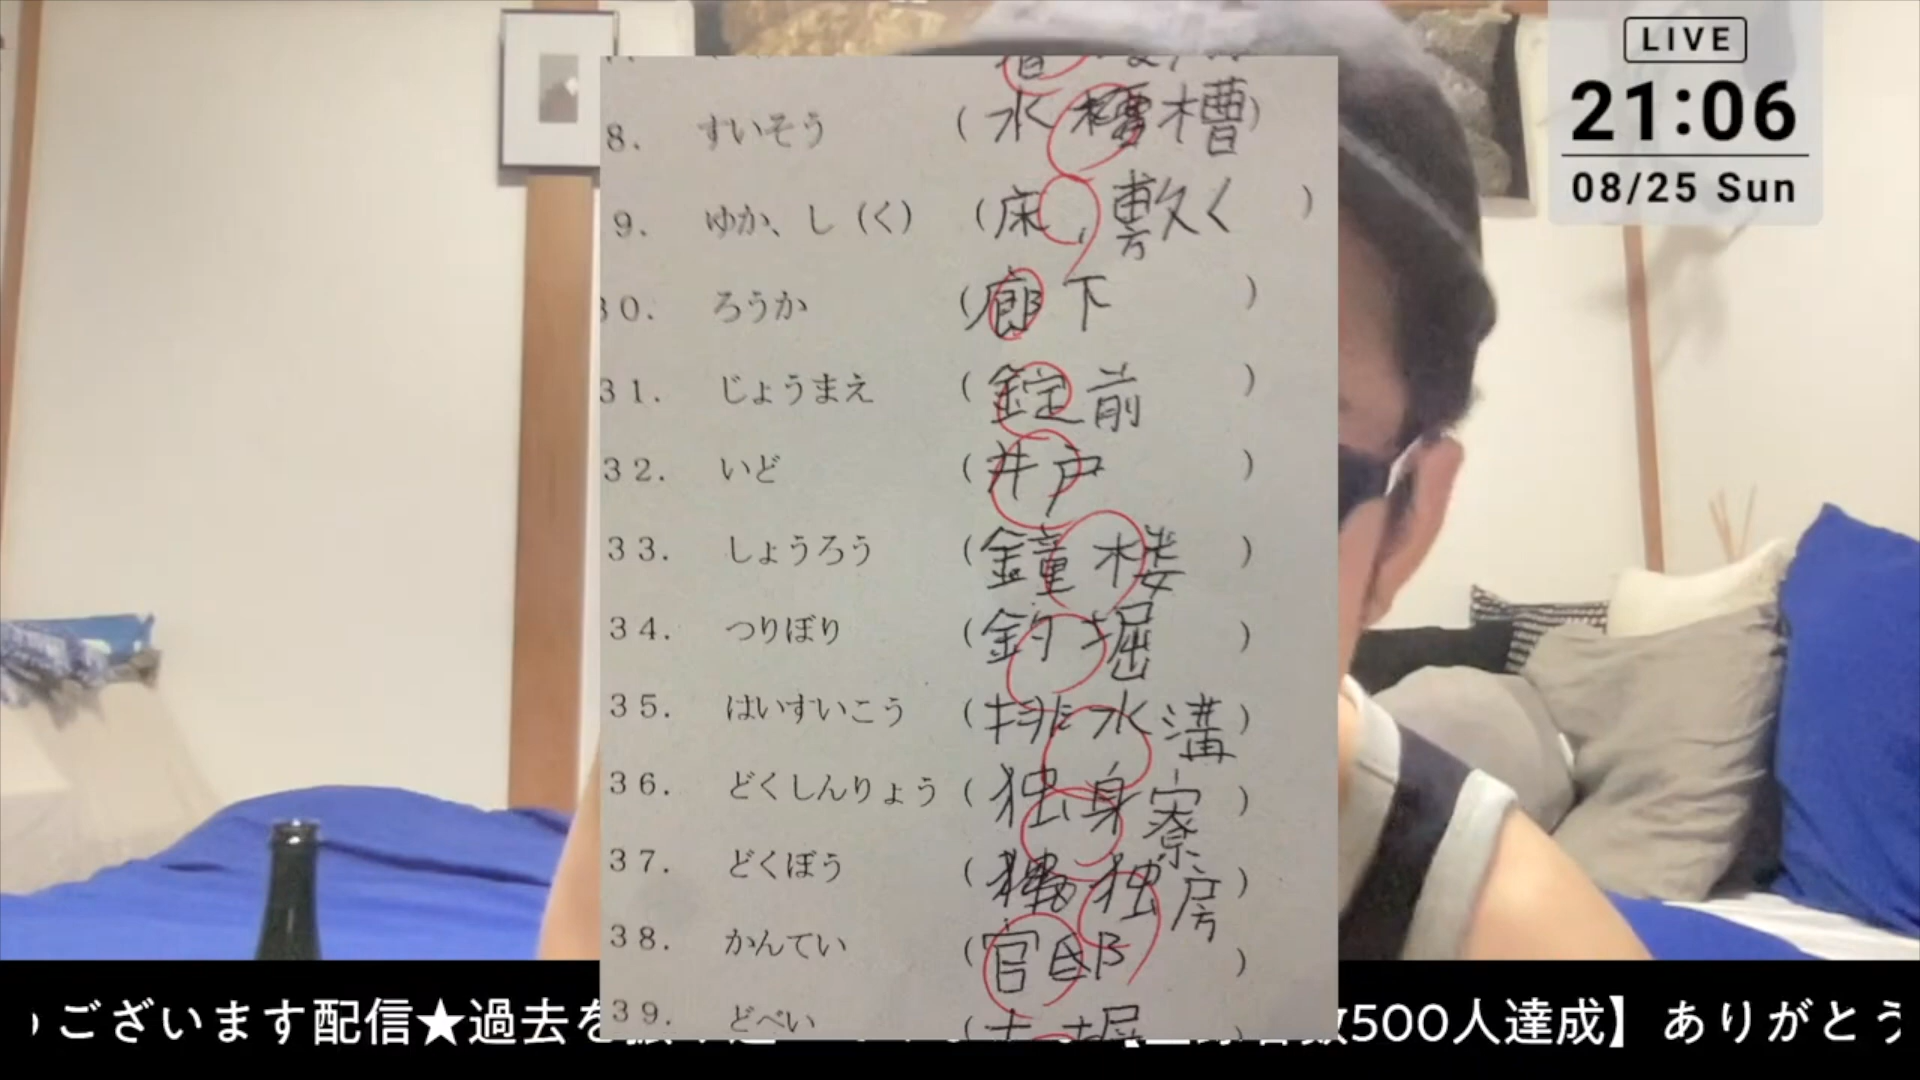 LIVE
21:06
08/25 Sun
8. すいそう (水槽)
9. ゆか、し(く) (床, 敷く)
30. ろうか (廊下)
31. じょうまえ (錠前)
32. いど (井戸)
33. しょうろう (鐘楼)
34. つりぼり (釣堀)
35. はいすいこう (排水溝)
36. どくしんりょう (独身寮)
37. どくぼう (独房)
38. かんてい (官邸)
39. どべい
ございます配信★過去を
数500人達成】ありがとう